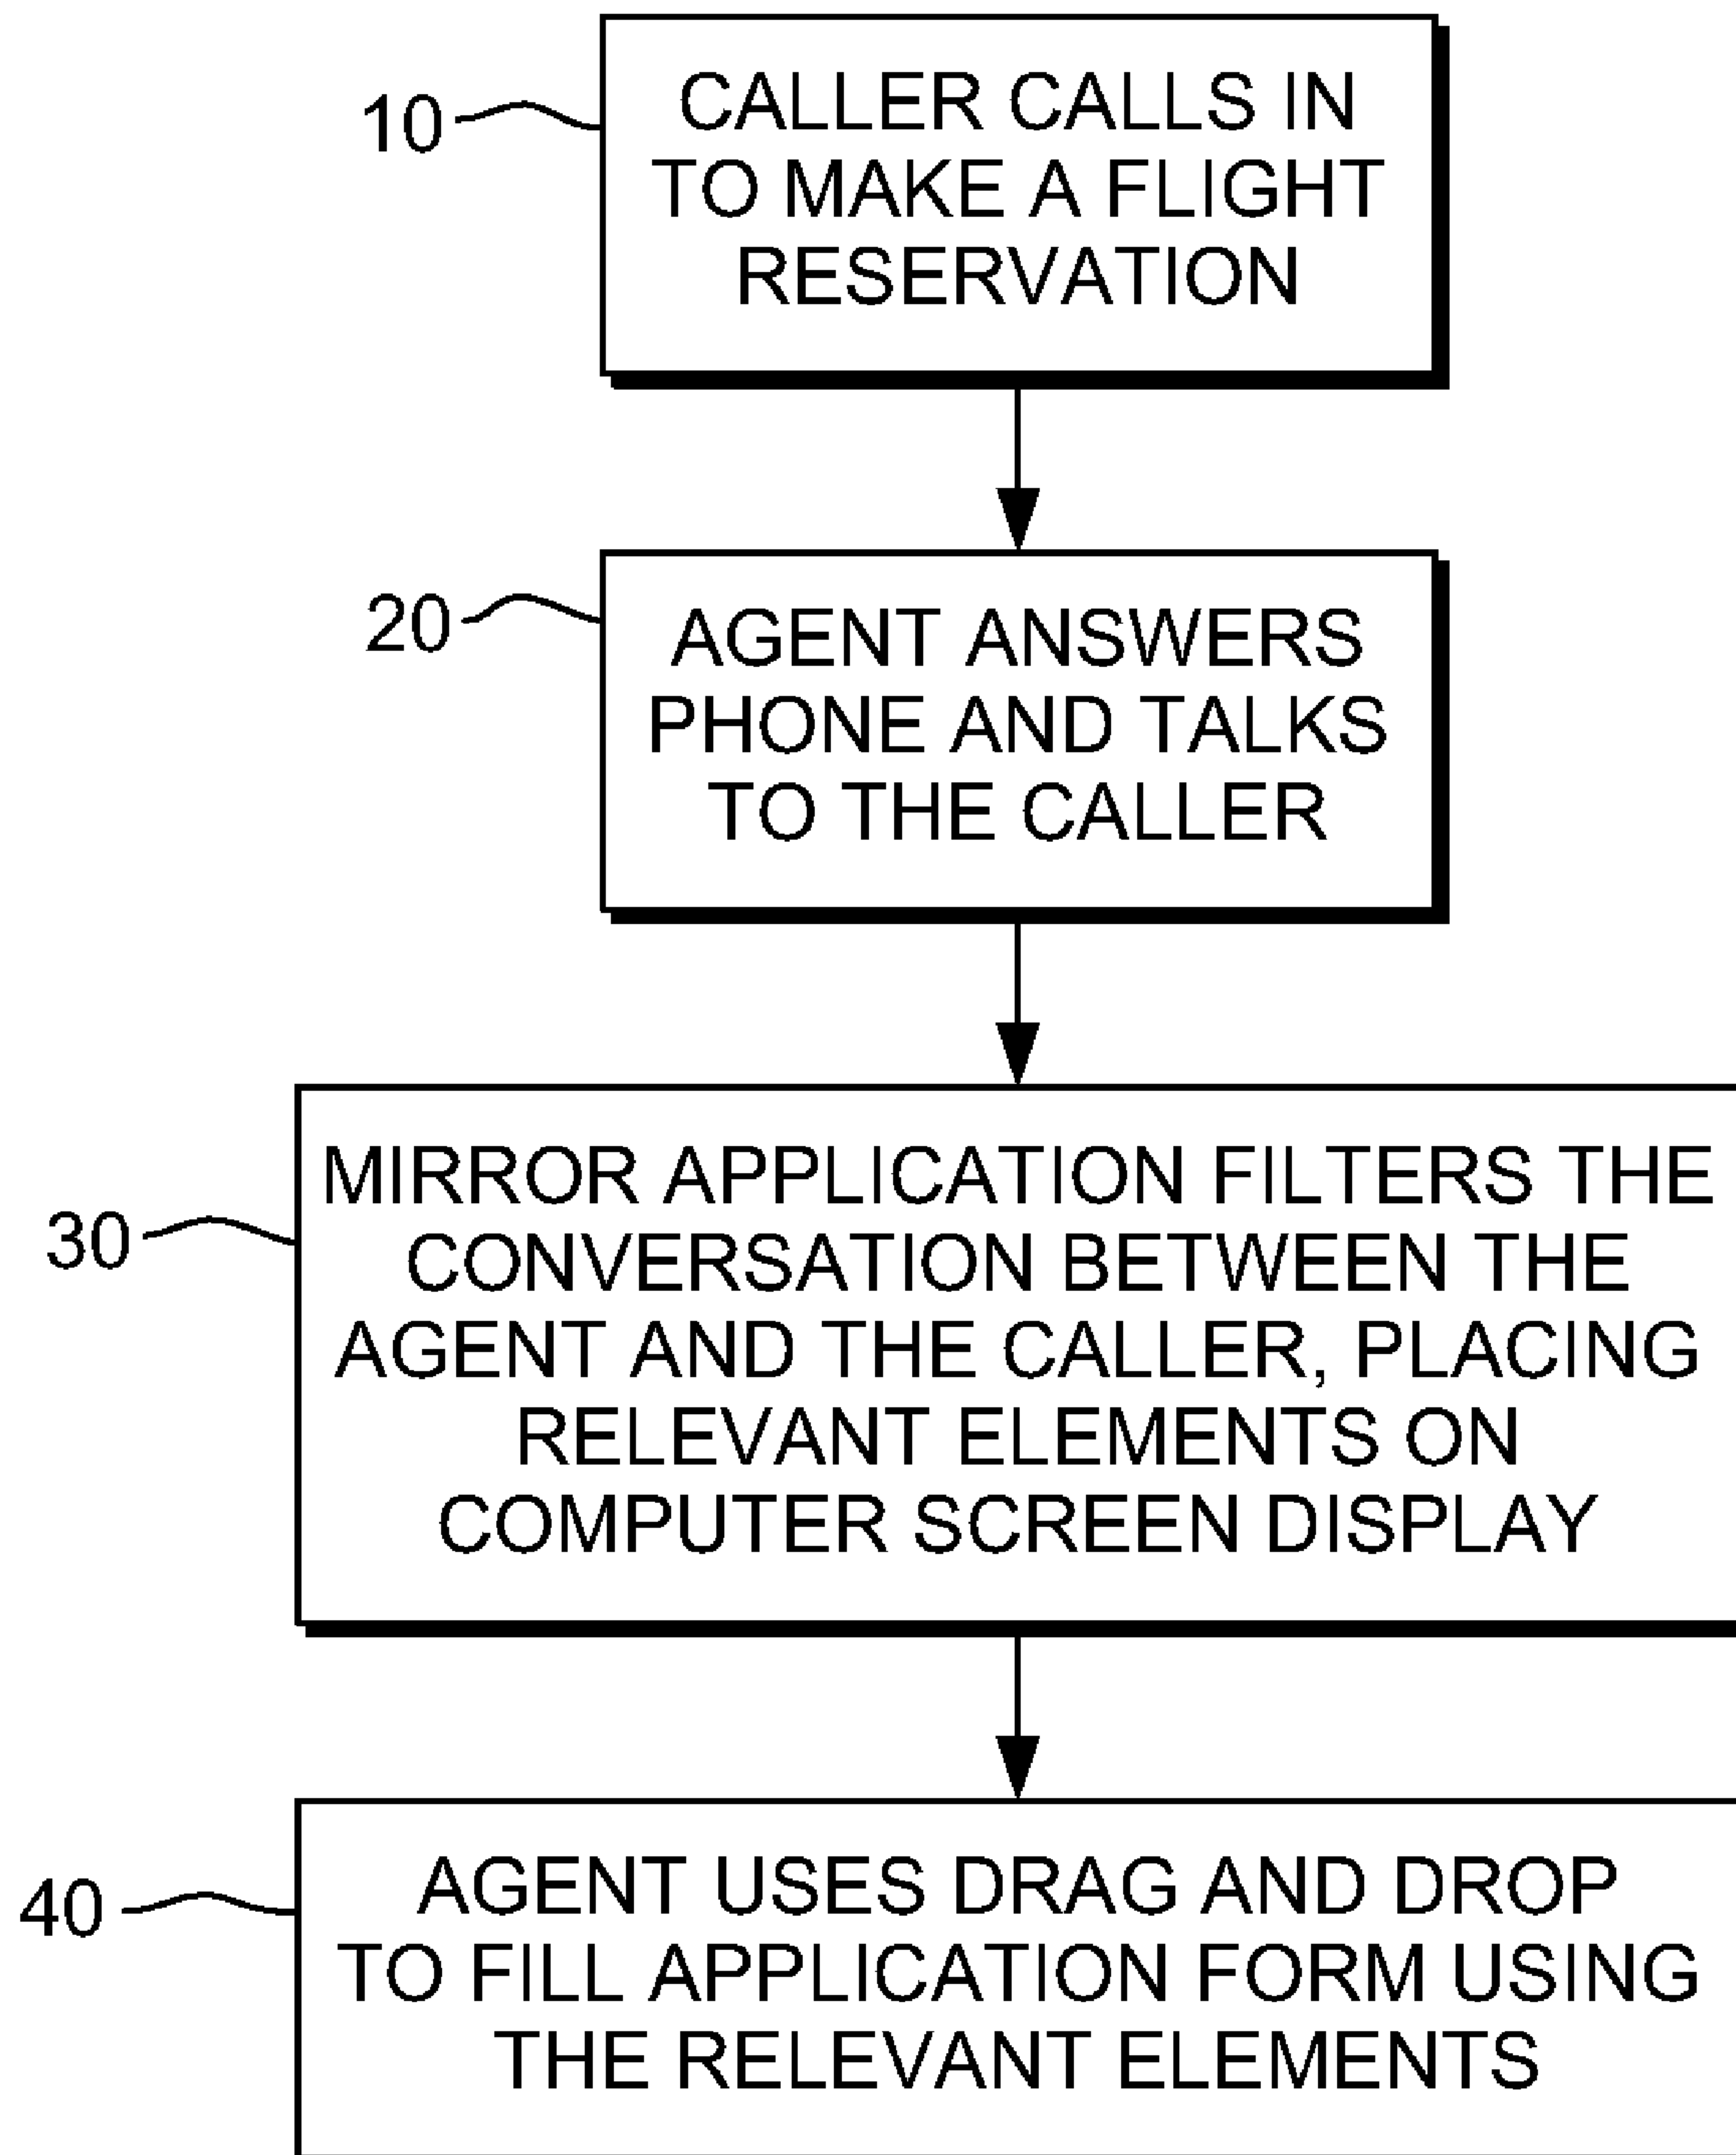 10
CALLER CALLS IN
TO MAKE A FLIGHT
RESERVATION
20
AGENT ANSWERS
PHONE AND TALKS
TO THE CALLER
30
MIRROR APPLICATION FILTERS THE
CONVERSATION BETWEEN THE
AGENT AND THE CALLER, PLACING
RELEVANT ELEMENTS ON
COMPUTER SCREEN DISPLAY
40
AGENT USES DRAG AND DROP
TO FILL APPLICATION FORM USING
THE RELEVANT ELEMENTS